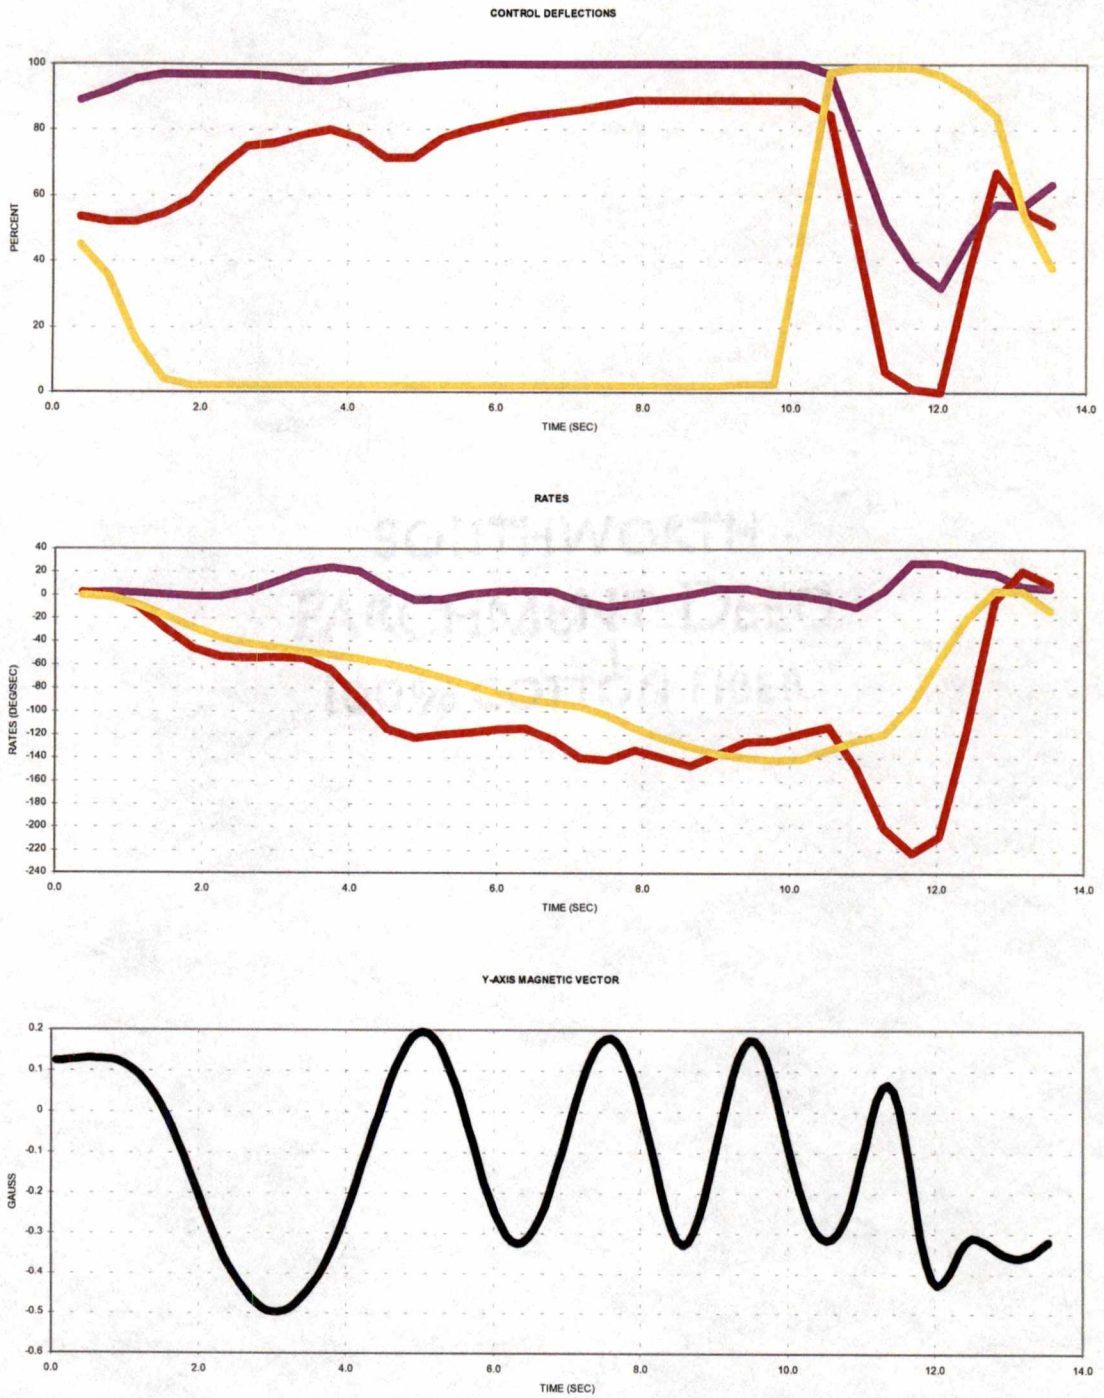 CONTROL DEFLECTIONS
100
80
60
40
20
0
PERCENT
0.0 2.0 4.0 6.0 8.0 10.0 12.0 14.0
TIME (SEC)
RATES
40
20
0
-20
-40
-60
-80
-100
-120
-140
-160
-180
-200
-220
-240
RATES (DEG/SEC)
0.0 2.0 4.0 6.0 8.0 10.0 12.0 14.0
TIME (SEC)
Y-AXIS MAGNETIC VECTOR
0.2
0.1
0
-0.1
-0.2
-0.3
-0.4
-0.5
-0.6
GAUSS
0.0 2.0 4.0 6.0 8.0 10.0 12.0 14.0
TIME (SEC)